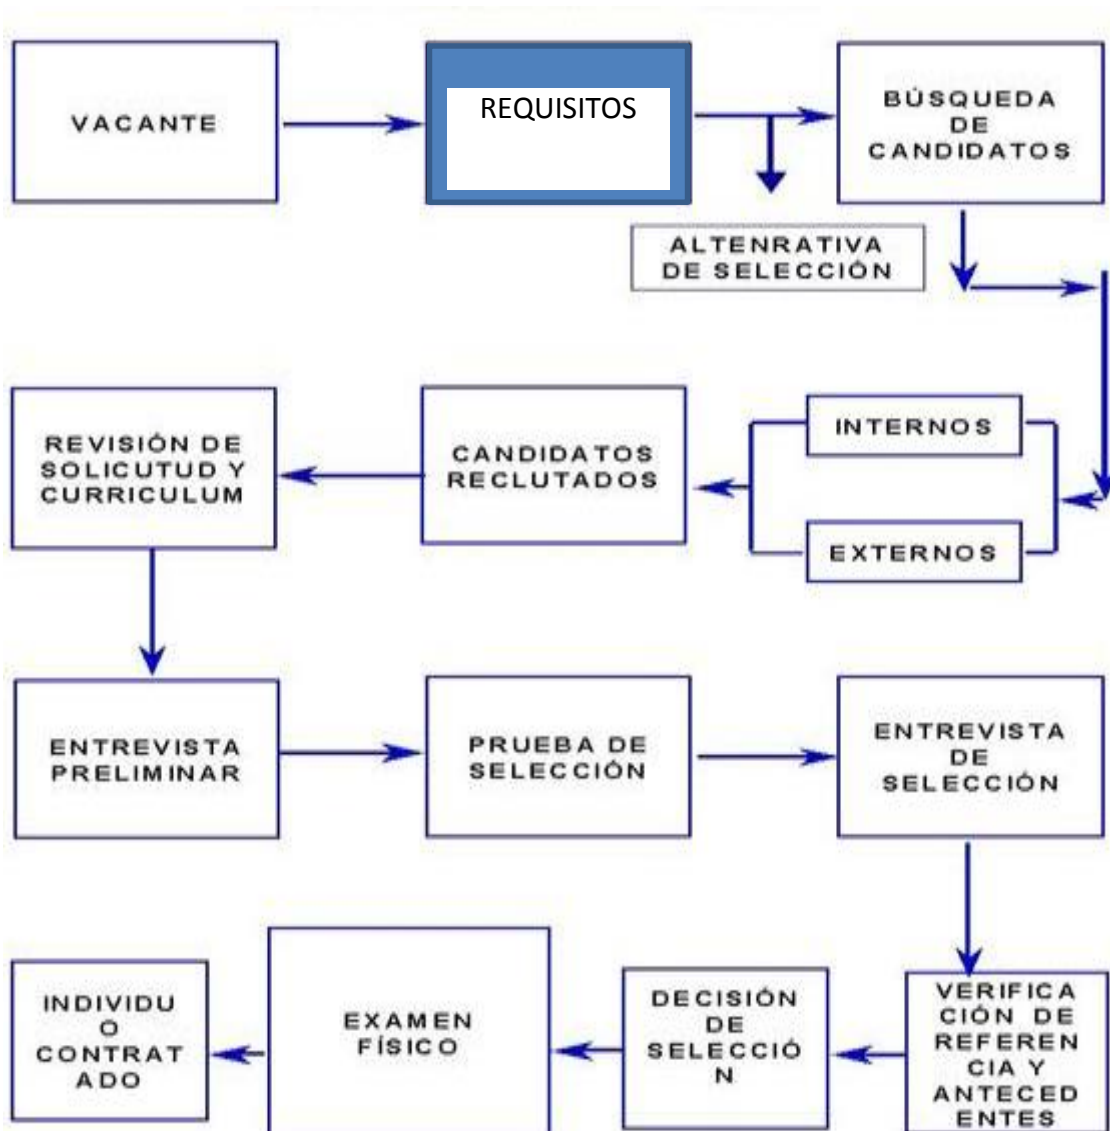 VACANTE
REQUISITOS
BÚSQUEDA
DE
CANDIDATOS
ALTENRATIVA
DE SELECCIÓN
REVISIÓN DE
SOLICUTUD Y
CURRICULUM
CANDIDATOS
RECLUTADOS
INTERNOS
EXTERNOS
ENTREVISTA
PRELIMINAR
PRUEBA DE
SELECCIÓN
ENTREVISTA
DE
SELECCIÓN
INDIVIDU
O
CONTRAT
ADO
EXAMEN
FÍSICO
DECISIÓN
DE
SELECCIÓ
N
VERIFICA
CIÓN DE
REFEREN
CIA Y
ANTECED
ENTES